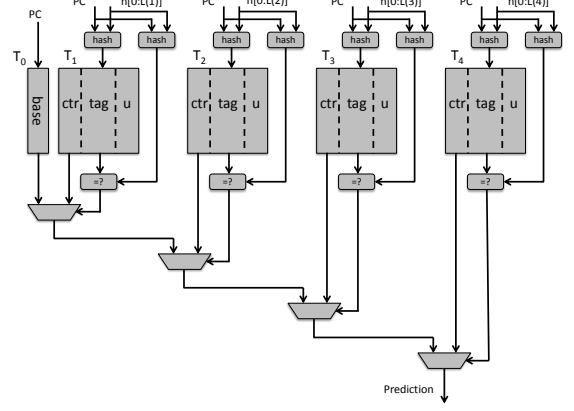 PC h[0:L(1)] PC h[0:L(2)] PC h[0:L(3)] PC h[0:L(4)]
PC
hash hash hash hash hash hash hash hash
T0 T1 T2 T3 T4
base ctr tag u ctr tag u ctr tag u ctr tag u
=? =? =? =?
Prediction